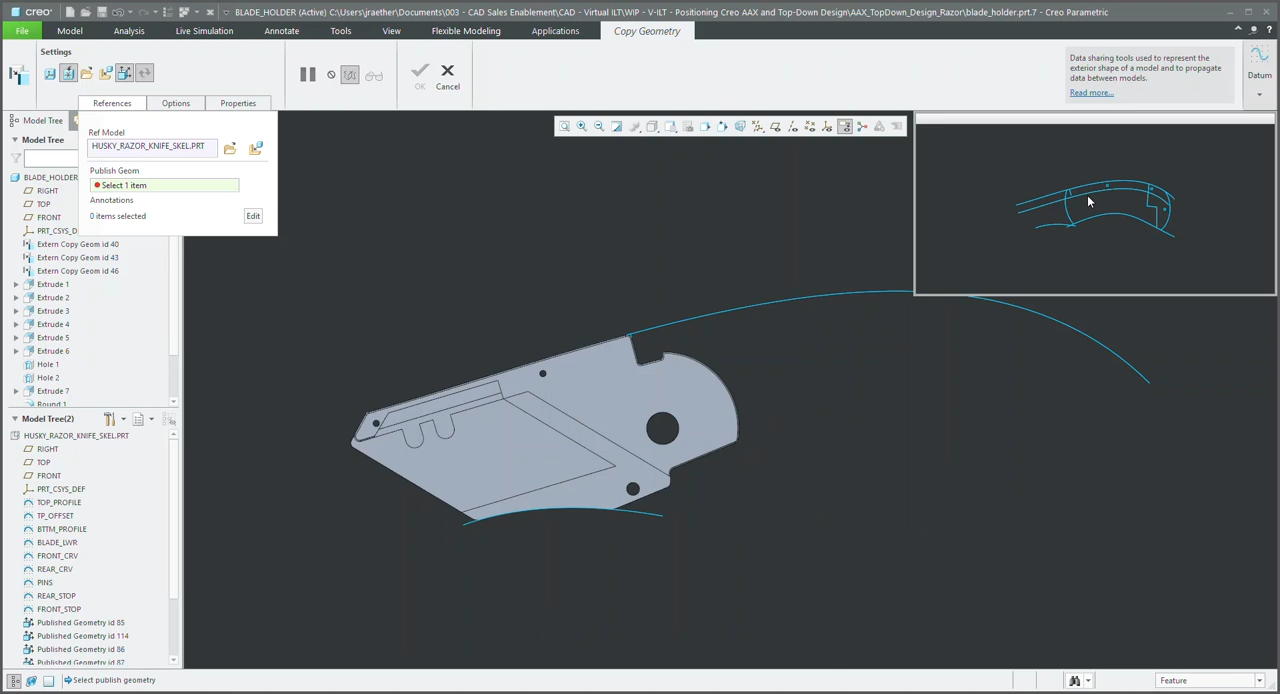 creo BLADE_HOLDER (Active) C:\Users\jraether\Documents\003 - CAD Sales Enablement\CAD - Virtual ILT\WIP - V-ILT - Positioning Creo AAX and Top-Down Design\AAX_TopDown_Design_Razor\blade_holder.prt.7 - Creo Parametric
File Model Analysis Live Simulation Annotate Tools View Flexible Modeling Applications Copy Geometry
Settings
OK Cancel
Data sharing tools used to represent the
exterior shape of a model and to propagate
data between models.
Read more...
Datum
References Options Properties
Model Tree
Ref Model
HUSKY_RAZOR_KNIFE_SKEL.PRT
Publish Geom
Select 1 item
Annotations
0 items selected Edit
Model Tree
BLADE_HOLDER
RIGHT
TOP
FRONT
PRT_CSYS_D
Extern Copy Geom id 40
Extern Copy Geom id 43
Extern Copy Geom id 46
Extrude 1
Extrude 2
Extrude 3
Extrude 4
Extrude 5
Extrude 6
Hole 1
Hole 2
Extrude 7
Round 1
Model Tree(2)
HUSKY_RAZOR_KNIFE_SKEL.PRT
RIGHT
TOP
FRONT
PRT_CSYS_DEF
TOP_PROFILE
TP_OFFSET
BTTM_PROFILE
BLADE_LWR
FRONT_CRV
REAR_CRV
PINS
REAR_STOP
FRONT_STOP
Published Geometry id 85
Published Geometry id 114
Published Geometry id 86
Published Geometry id 87
Select publish geometry
Feature